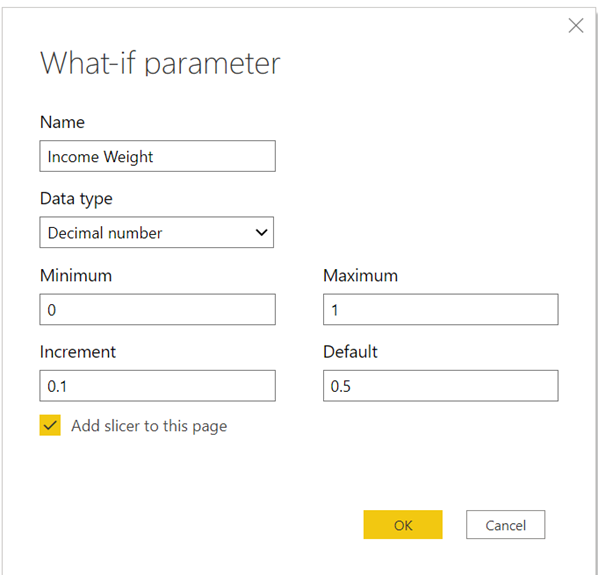 What-if parameter
Name
Income Weight
Data type
Decimal number
Minimum
Maximum
0
1
Increment
Default
0.1
0.5
Add slicer to this page
OK
Cancel